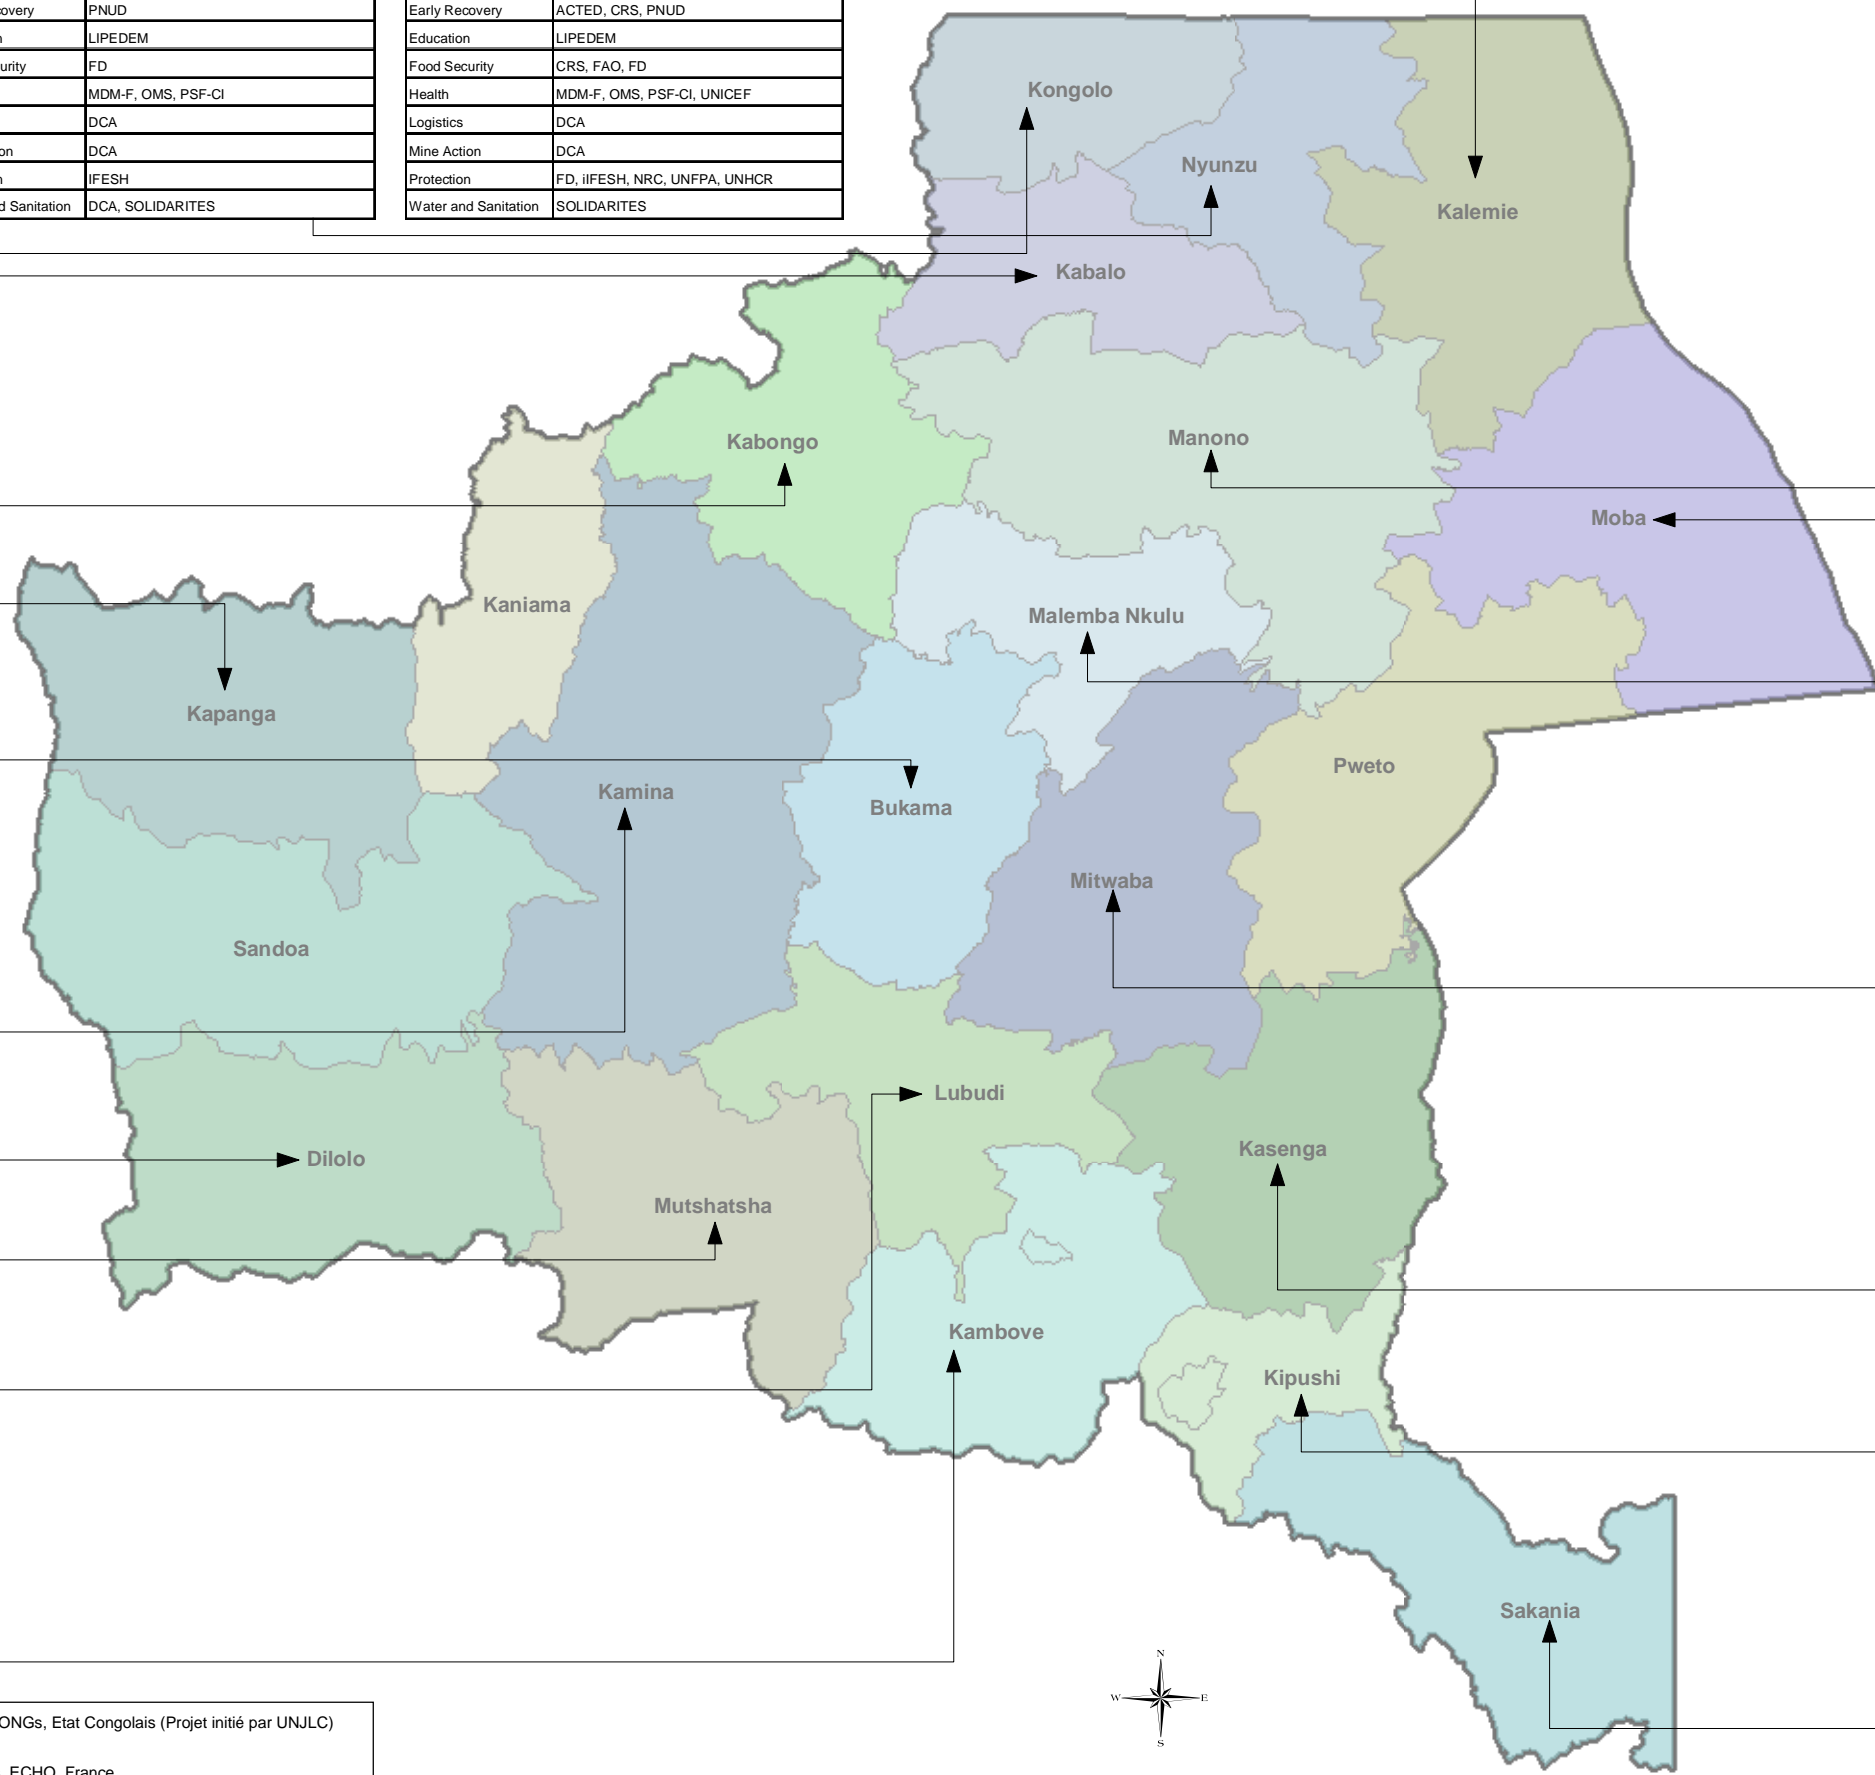 overy PNUD
n LIPEDEM
urity FD
MDM-F, OMS, PSF-CI
DCA
on DCA
n IFESH
d Sanitation DCA, SOLIDARITES
Early Recovery ACTED, CRS, PNUD
Education LIPEDEM
Food Security CRS, FAO, FD
Health MDM-F, OMS, PSF-CI, UNICEF
Logistics DCA
Mine Action DCA
Protection FD, iIFESH, NRC, UNFPA, UNHCR
Water and Sanitation SOLIDARITES
Kongolo
Nyunzu
Kalemie
Kabalo
Kabongo
Manono
Moba
Kaniama
Malemba Nkulu
Kapanga
Pweto
Kamina
Bukama
Mitwaba
Sandoa
Lubudi
Kasenga
Dilolo
Mutshatsha
Kambove
Kipushi
Sakania
N
W E
S
ONGs, Etat Congolais (Projet initié par UNJLC)
, ECHO, France